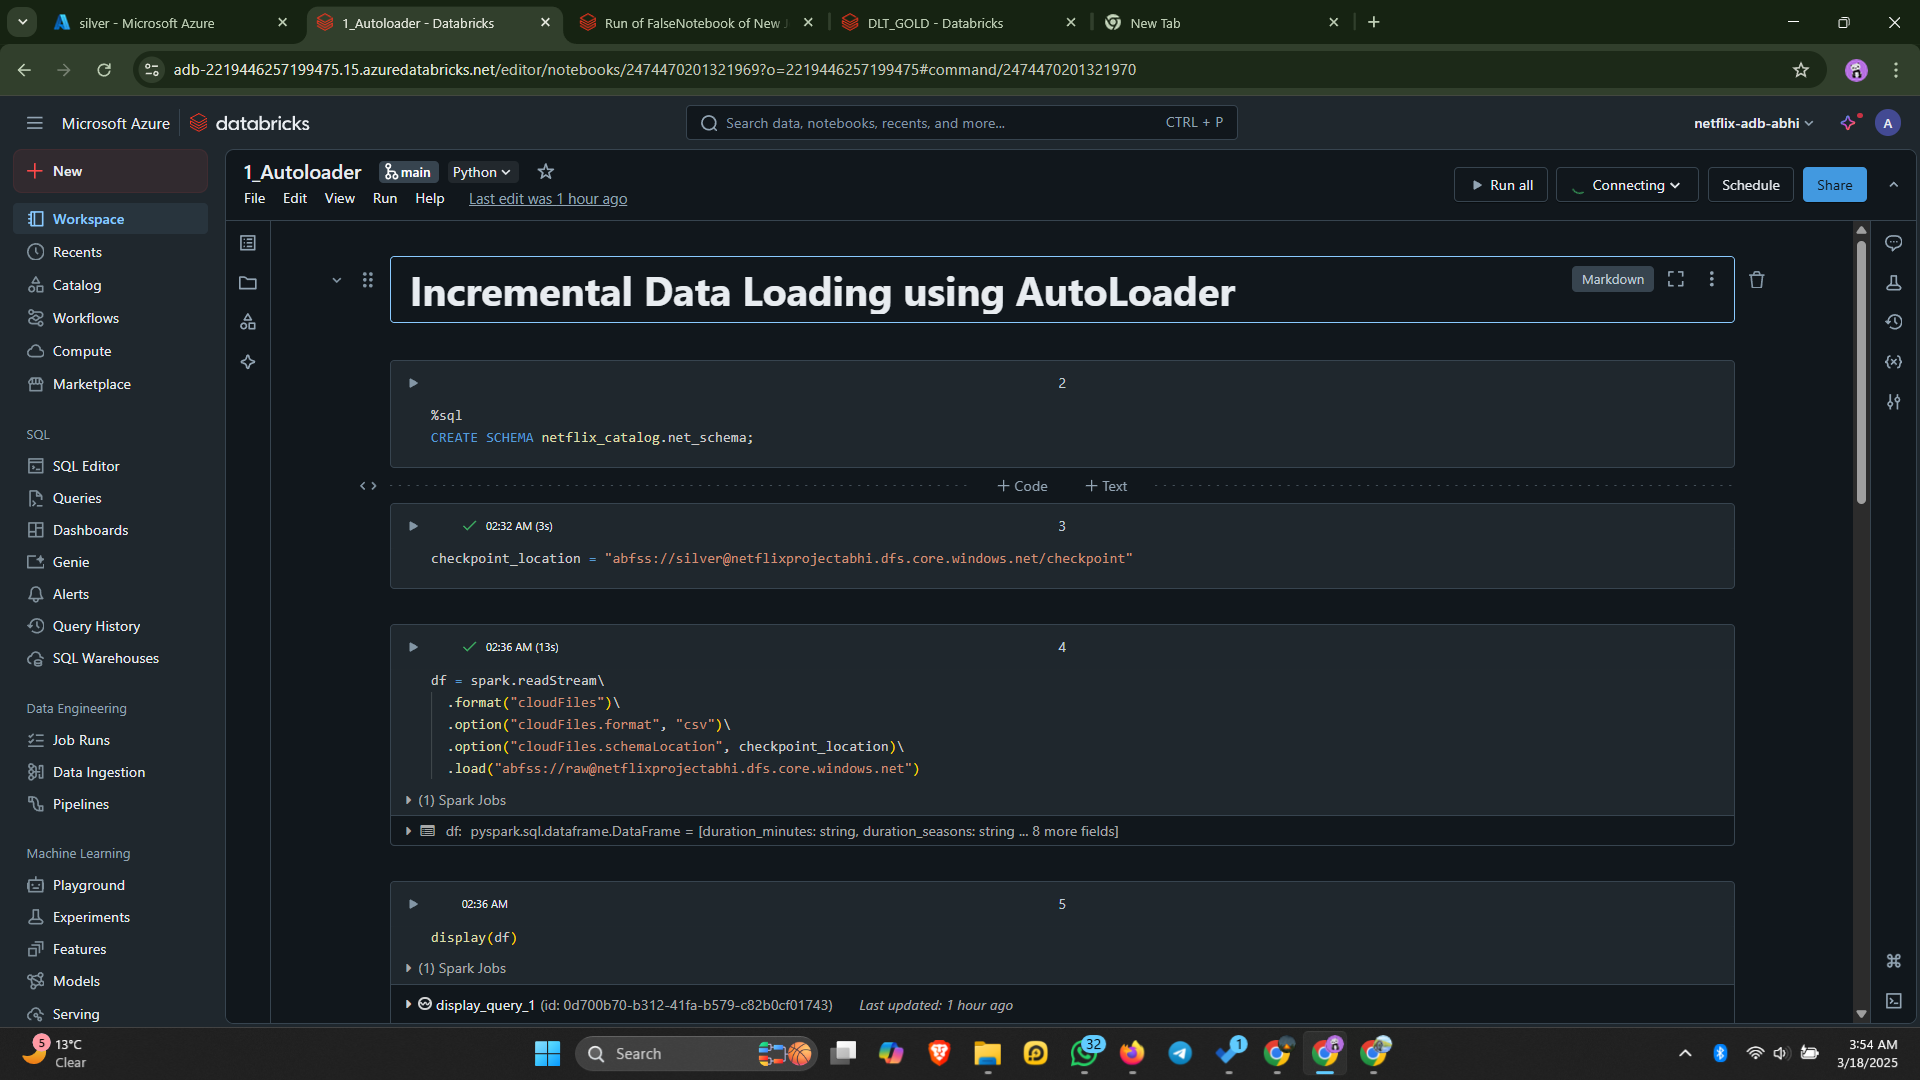 silver - Microsoft Azure
1_Autoloader - Databricks
Run of FalseNotebook of New J
DLT_GOLD - Databricks
New Tab
adb-2219446257199475.15.azuredatabricks.net/editor/notebooks/2474470201321969?o=2219446257199475#command/2474470201321970
Microsoft Azure
databricks
Search data, notebooks, recents, and more...
CTRL + P
netflix-adb-abhi
A
New
Workspace
Recents
Catalog
Workflows
Compute
Marketplace
SQL
SQL Editor
Queries
Dashboards
Genie
Alerts
Query History
SQL Warehouses
Data Engineering
Job Runs
Data Ingestion
Pipelines
Machine Learning
Playground
Experiments
Features
Models
Serving
1_Autoloader
main
Python
File Edit View Run Help
Last edit was 1 hour ago
Run all
Connecting
Schedule
Share
Incremental Data Loading using AutoLoader
Markdown
2
%sql
CREATE SCHEMA netflix_catalog.net_schema;
+ Code + Text
02:32 AM (3s)
3
checkpoint_location = "abfss://silver@netflixprojectabhi.dfs.core.windows.net/checkpoint"
02:36 AM (13s)
4
df = spark.readStream\
.format("cloudFiles")\
.option("cloudFiles.format", "csv")\
.option("cloudFiles.schemaLocation", checkpoint_location)\
.load("abfss://raw@netflixprojectabhi.dfs.core.windows.net")
(1) Spark Jobs
df: pyspark.sql.dataframe.DataFrame = [duration_minutes: string, duration_seasons: string ... 8 more fields]
02:36 AM
5
display(df)
(1) Spark Jobs
display_query_1 (id: 0d700b70-b312-41fa-b579-c82b0cf01743) Last updated: 1 hour ago
5
13°C
Clear
Search
32
1
3:54 AM
3/18/2025